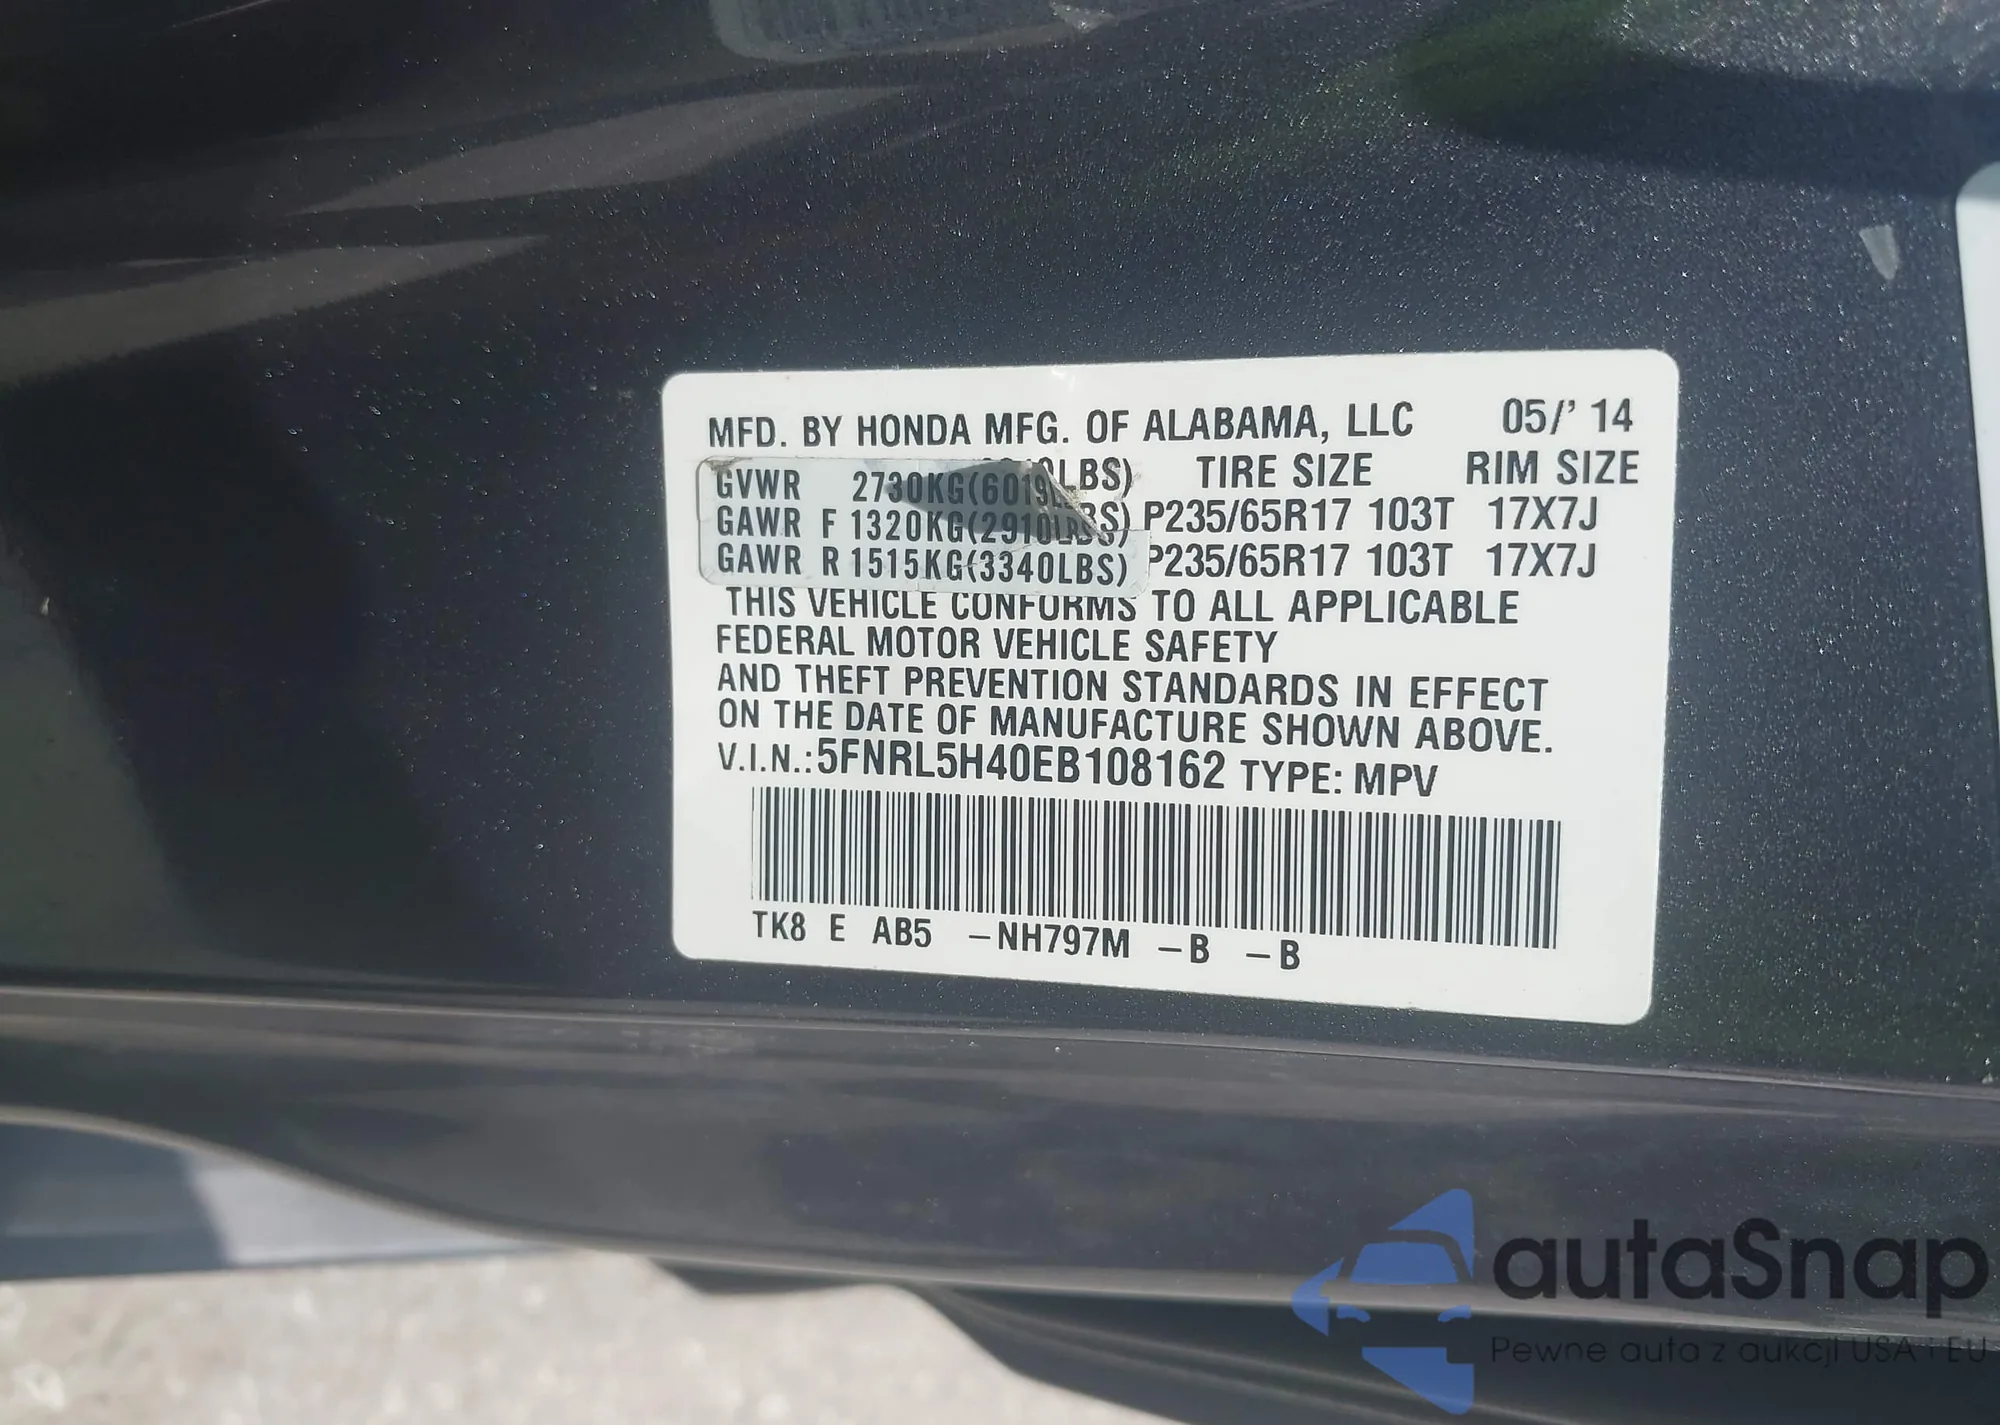 MFD. BY HONDA MFG. OF ALABAMA, LLC 05/' 14
GVWR 2730KG(6019LBS) TIRE SIZE RIM SIZE
GAWR F 1320KG(2910LBS) P235/65R17 103T 17X7J
GAWR R 1515KG(3340LBS) P235/65R17 103T 17X7J
THIS VEHICLE CONFORMS TO ALL APPLICABLE
FEDERAL MOTOR VEHICLE SAFETY
AND THEFT PREVENTION STANDARDS IN EFFECT
ON THE DATE OF MANUFACTURE SHOWN ABOVE.
V.I.N.:5FNRL5H40EB108162 TYPE: MPV
TK8 E AB5 -NH797M -B -B
autaSnap
Pewne auta z aukcji USA i EU